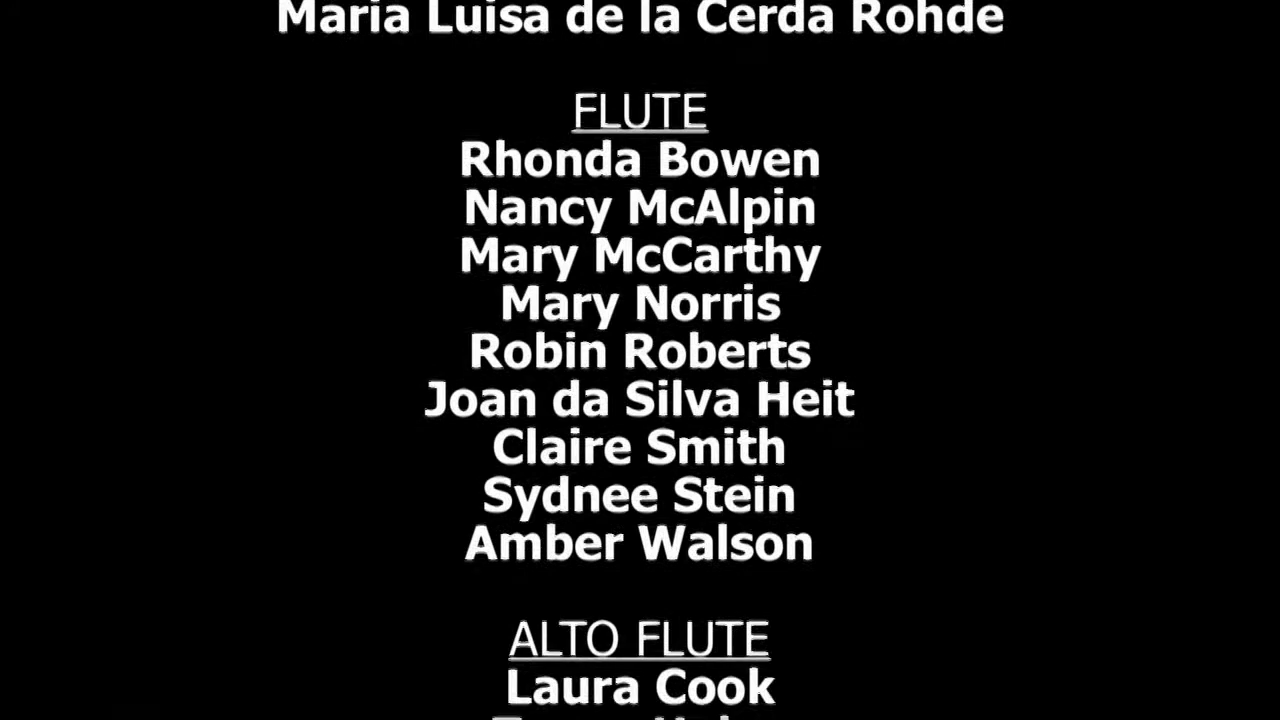 Maria Luisa de la Cerda Rohde
FLUTE
Rhonda Bowen
Nancy McAlpin
Mary McCarthy
Mary Norris
Robin Roberts
Joan da Silva Heit
Claire Smith
Sydnee Stein
Amber Walson
ALTO FLUTE
Laura Cook